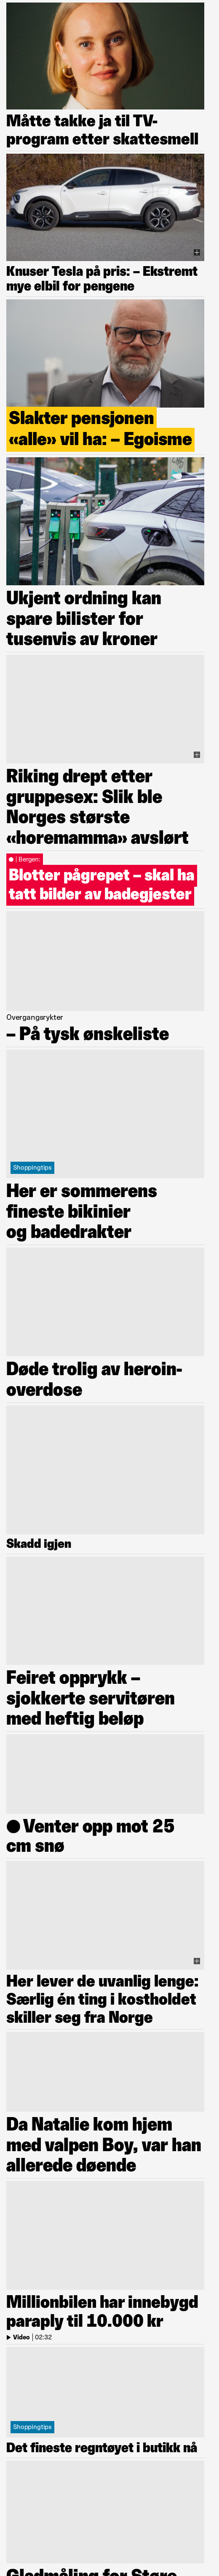 Måtte takke ja til TV-
program etter skattesmell
Knuser Tesla på pris: – Ekstremt
mye elbil for pengene
Slakter pensjonen
«alle» vil ha: – Egoisme
Ukjent ordning kan
spare bilister for
tusenvis av kroner
Riking drept etter
gruppesex: Slik ble
Norges største
«horemamma» avslørt
| Bergen:
Blotter pågrepet – skal ha
tatt bilder av badegjester
Overgangsrykter
– På tysk ønskeliste
Shoppingtips
Her er sommerens
fineste bikinier
og badedrakter
Døde trolig av heroin-
overdose
Skadd igjen
Feiret opprykk –
sjokkerte servitøren
med heftig beløp
Venter opp mot 25
cm snø
Her lever de uvanlig lenge:
Særlig én ting i kostholdet
skiller seg fra Norge
Da Natalie kom hjem
med valpen Boy, var han
allerede døende
Millionbilen har innebygd
paraply til 10.000 kr
Video | 02:32
Shoppingtips
Det fineste regntøyet i butikk nå
Gladmåling for Støre